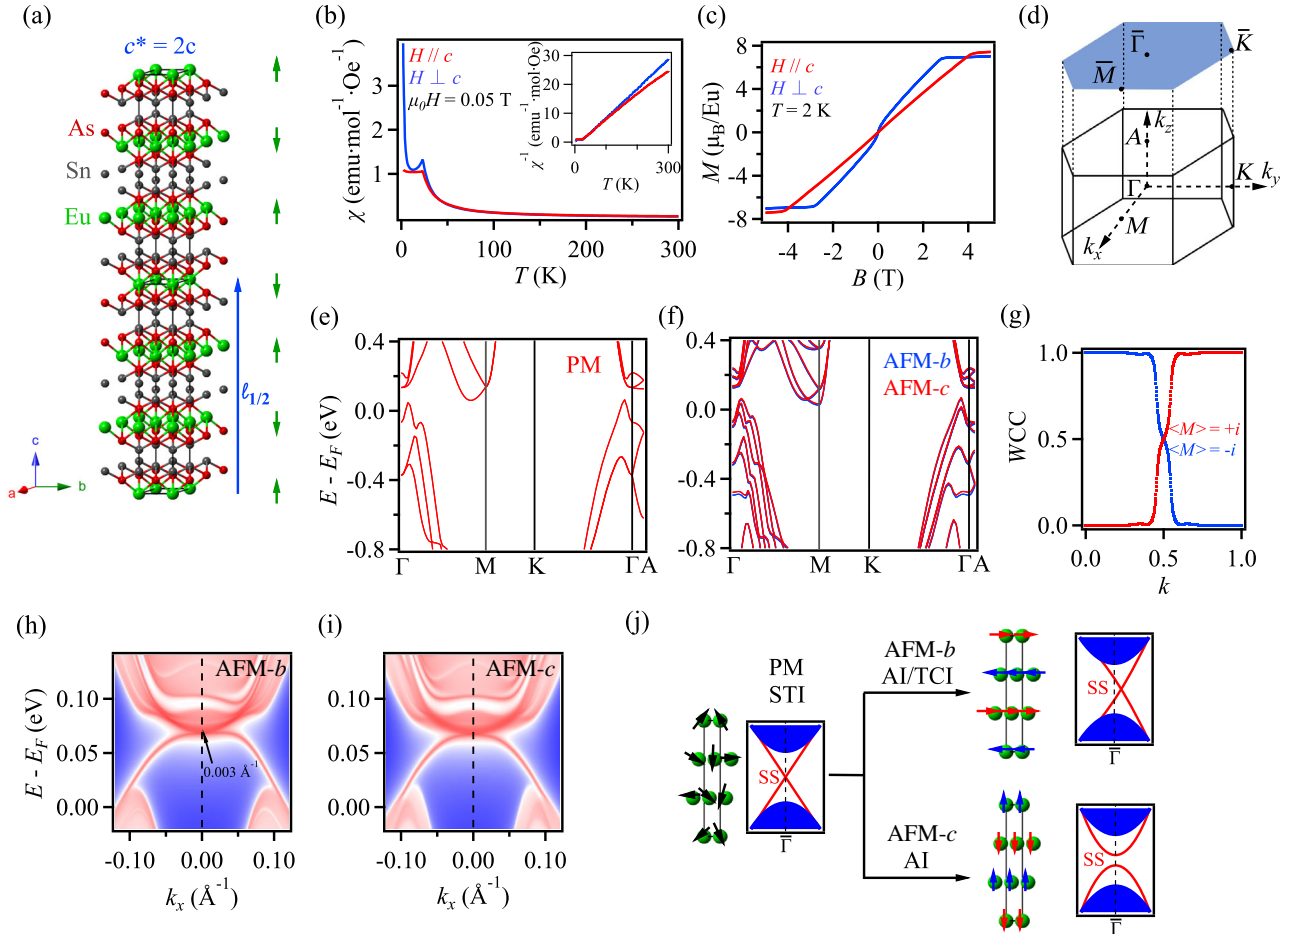 (a)
c* = 2c
As
Sn
Eu
ℓ1/2
c
a
b
(b)
H // c
H ⊥ c
μ0H = 0.05 T
χ (emu·mol⁻¹·Oe⁻¹)
3
2
1
0
100
200
300
T (K)
χ⁻¹ (emu⁻¹·mol·Oe)
30
20
10
0
0
300
T (K)
(c)
H // c
H ⊥ c
T = 2 K
M (μB/Eu)
8
4
0
-4
-8
-4
-2
0
2
4
B (T)
(d)
Γ̄
K̄
M̄
kz
A
Γ
K
ky
M
kx
(e)
PM
E - EF (eV)
0.4
0.0
-0.4
-0.8
Γ
M
K
Γ
A
(f)
AFM-b
AFM-c
0.4
0.0
-0.4
-0.8
Γ
M
K
Γ
A
(g)
WCC
1.0
0.5
0.0
<M> = +i
<M> = -i
0.0
0.5
1.0
k
(h)
AFM-b
E - EF (eV)
0.10
0.05
0.00
0.003 Å⁻¹
-0.10
0.00
0.10
kx (Å⁻¹)
(i)
AFM-c
0.10
0.05
0.00
-0.10
0.00
0.10
kx (Å⁻¹)
(j)
PM
STI
SS
Γ̄
AFM-b
AI/TCI
SS
Γ̄
AFM-c
AI
SS
Γ̄